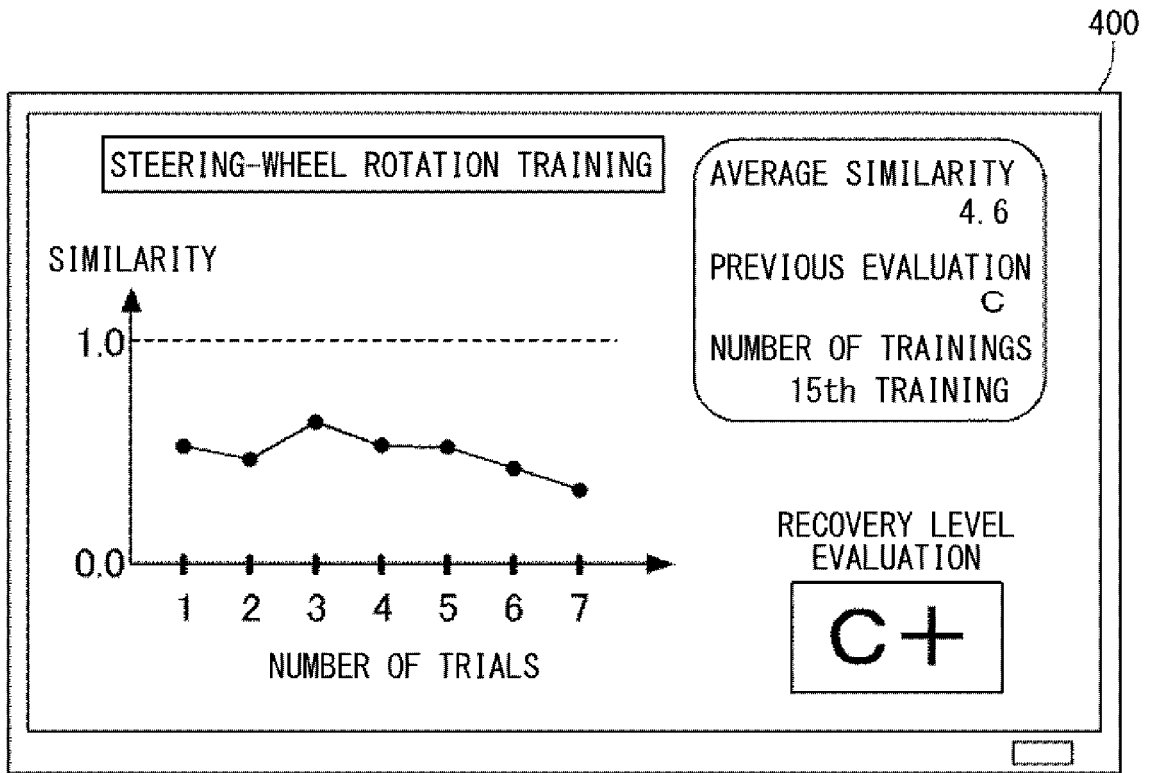 400
STEERING-WHEEL ROTATION TRAINING
SIMILARITY
1.0
0.0
1 2 3 4 5 6 7
NUMBER OF TRIALS
AVERAGE SIMILARITY
4.6
PREVIOUS EVALUATION
C
NUMBER OF TRAININGS
15th TRAINING
RECOVERY LEVEL
EVALUATION
C+